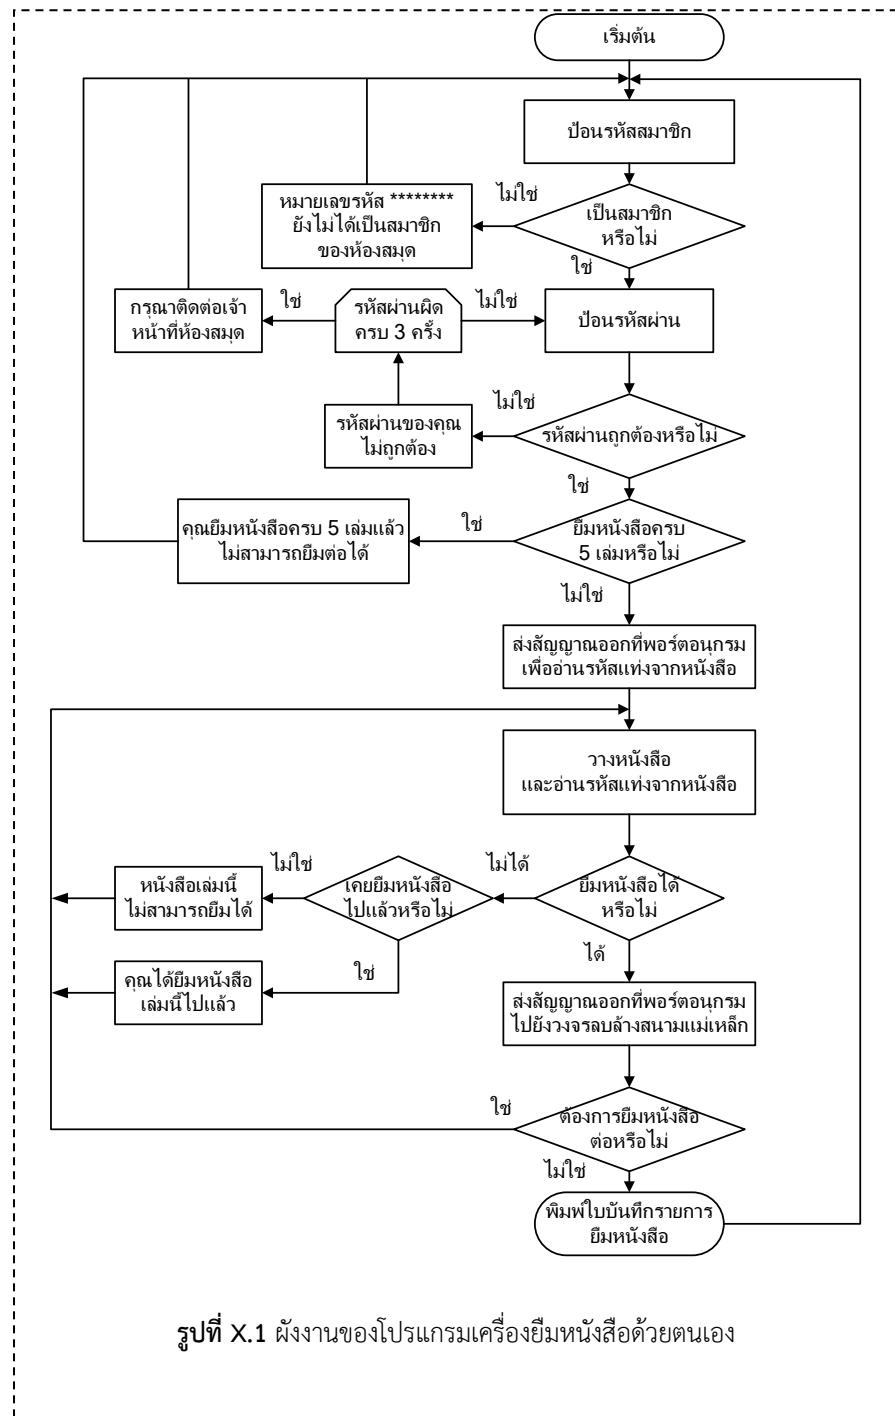 เริ่มต้น
ป้อนรหัสสมาชิก
ไม่ใช่
หมายเลขรหัส ********
ยังไม่ได้เป็นสมาชิก
ของห้องสมุด
เป็นสมาชิก
หรือไม่
ใช่
กรุณาติดต่อเจ้า
หน้าที่ห้องสมุด
ใช่
รหัสผ่านผิด
ครบ 3 ครั้ง
ไม่ใช่
ป้อนรหัสผ่าน
ไม่ใช่
รหัสผ่านของคุณ
ไม่ถูกต้อง
รหัสผ่านถูกต้องหรือไม่
ใช่
คุณยืมหนังสือครบ 5 เล่มแล้ว
ไม่สามารถยืมต่อได้
ใช่
ยืมหนังสือครบ
5 เล่มหรือไม่
ไม่ใช่
ส่งสัญญาณออกที่พอร์ตอนุกรม
เพื่ออ่านรหัสแท่งจากหนังสือ
วางหนังสือ
และอ่านรหัสแท่งจากหนังสือ
ไม่ใช่
ไม่ได้
หนังสือเล่มนี้
ไม่สามารถยืมได้
เคยยืมหนังสือ
ไปแล้วหรือไม่
ยืมหนังสือได้
หรือไม่
ได้
ใช่
คุณได้ยืมหนังสือ
เล่มนี้ไปแล้ว
ส่งสัญญาณออกที่พอร์ตอนุกรม
ไปยังวงจรลบล้างสนามแม่เหล็ก
ใช่
ต้องการยืมหนังสือ
ต่อหรือไม่
ไม่ใช่
พิมพ์ใบบันทึกรายการ
ยืมหนังสือ
รูปที่ X.1 ผังงานของโปรแกรมเครื่องยืมหนังสือด้วยตนเอง